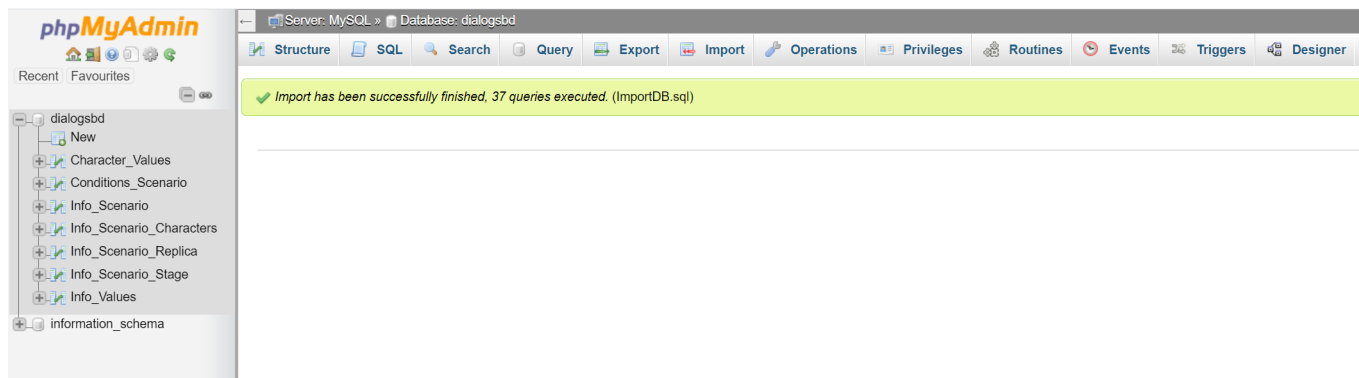 phpMyAdmin
Recent Favourites
dialogsbd
New
Character_Values
Conditions_Scenario
Info_Scenario
Info_Scenario_Characters
Info_Scenario_Replica
Info_Scenario_Stage
Info_Values
information_schema
Server: MySQL » Database: dialogsbd
Structure SQL Search Query Export Import Operations Privileges Routines Events Triggers Designer
Import has been successfully finished, 37 queries executed. (ImportDB.sql)